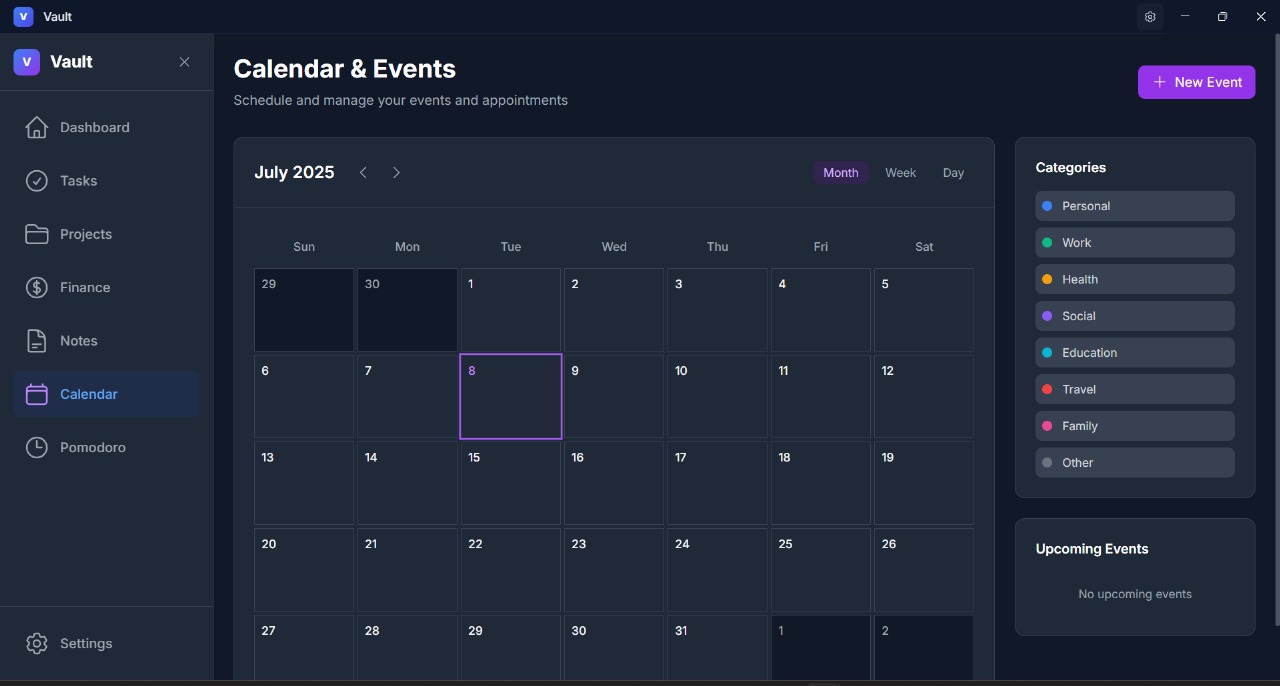 V Vault
V Vault
Dashboard
Tasks
Projects
Finance
Notes
Calendar
Pomodoro
Settings
Calendar & Events
Schedule and manage your events and appointments
+ New Event
July 2025 < >
Month Week Day
Sun Mon Tue Wed Thu Fri Sat
29 30 1 2 3 4 5
6 7 8 9 10 11 12
13 14 15 16 17 18 19
20 21 22 23 24 25 26
27 28 29 30 31 1 2
Categories
Personal
Work
Health
Social
Education
Travel
Family
Other
Upcoming Events
No upcoming events